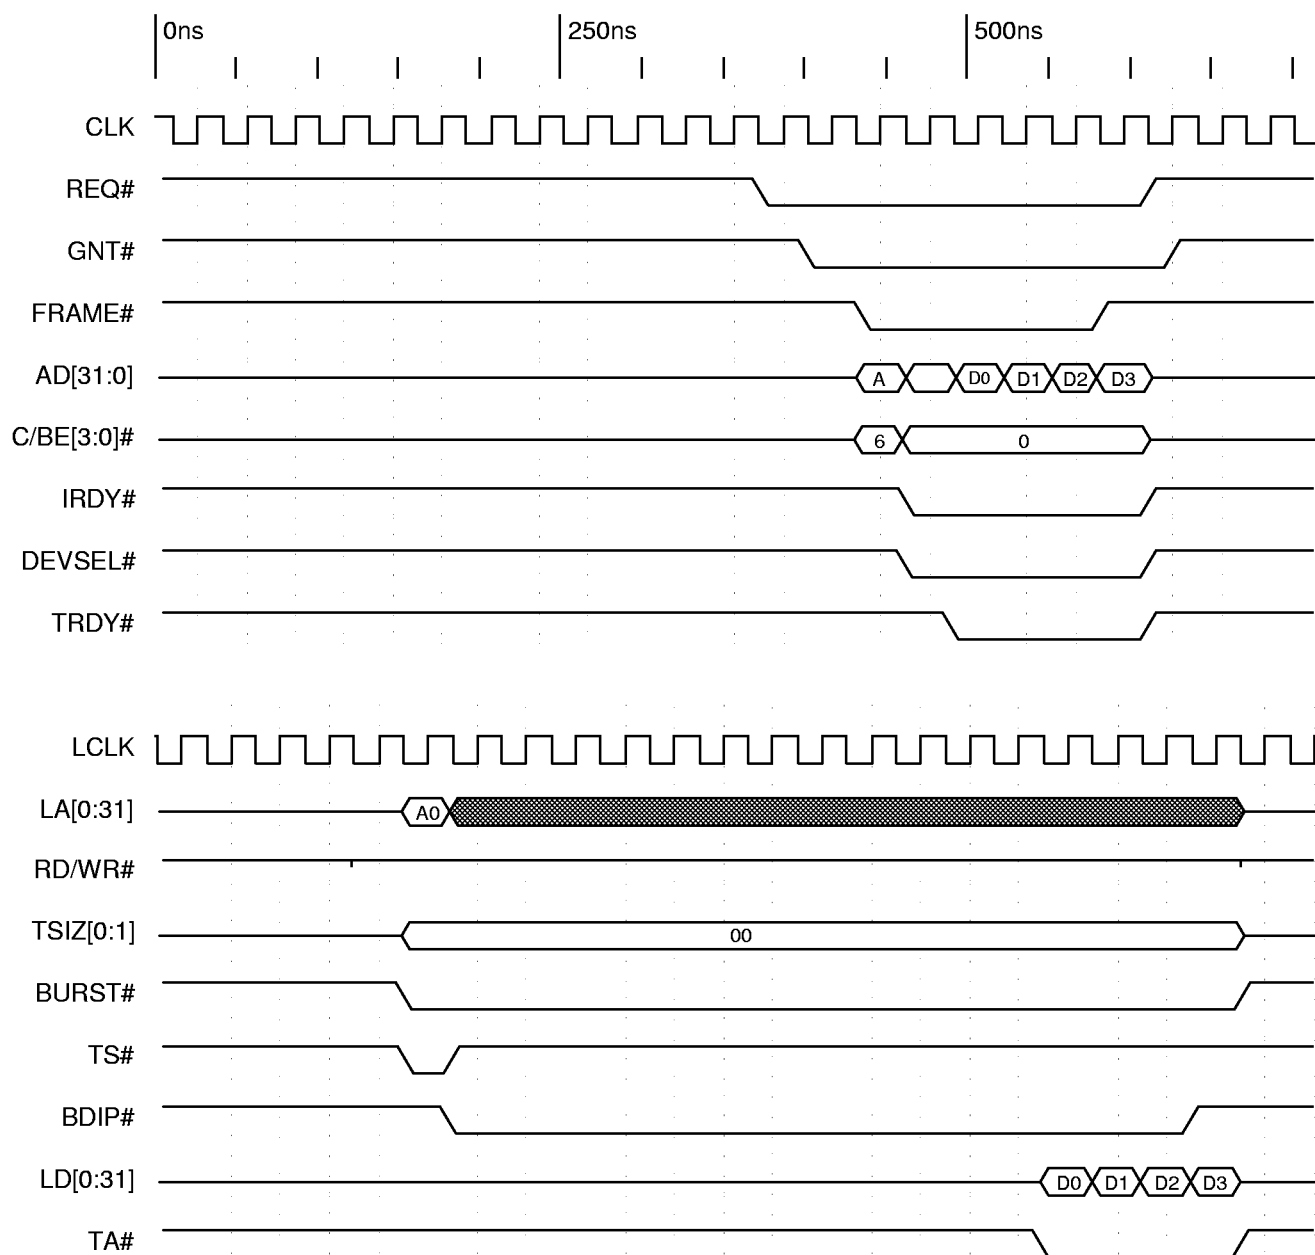 0ns 250ns 500ns
CLK
REQ#
GNT#
FRAME#
AD[31:0] A D0 D1 D2 D3
C/BE[3:0]# 6 0
IRDY#
DEVSEL#
TRDY#
LCLK
LA[0:31] A0
RD/WR#
TSIZ[0:1] 00
BURST#
TS#
BDIP#
LD[0:31] D0 D1 D2 D3
TA#